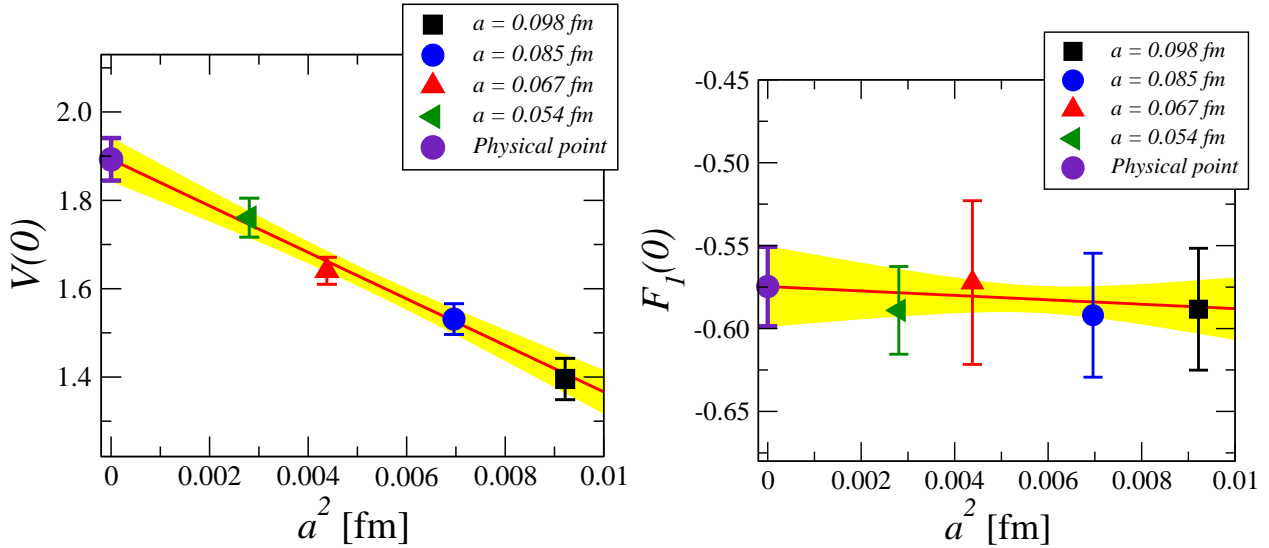 a = 0.098 fm
a = 0.085 fm
a = 0.067 fm
a = 0.054 fm
Physical point
2.0
1.8
1.6
1.4
V(0)
0
0.002
0.004
0.006
0.008
0.01
a² [fm]
a = 0.098 fm
a = 0.085 fm
a = 0.067 fm
a = 0.054 fm
Physical point
-0.45
-0.50
-0.55
-0.60
-0.65
F₁(0)
0
0.002
0.004
0.006
0.008
0.01
a² [fm]